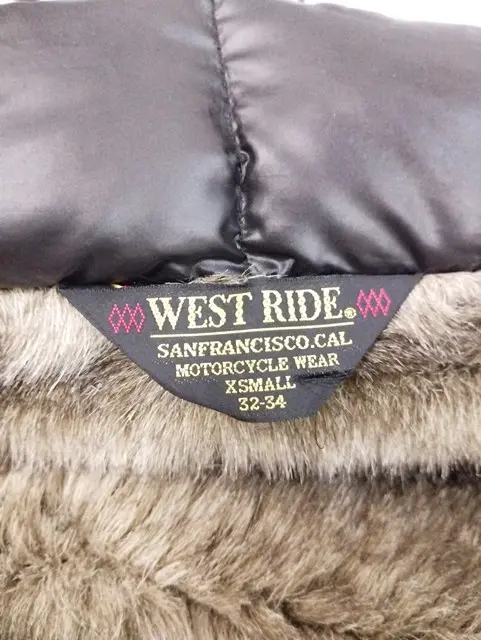 WEST RIDE®
SANFRANCISCO.CAL
MOTORCYCLE WEAR
XSMALL
32-34